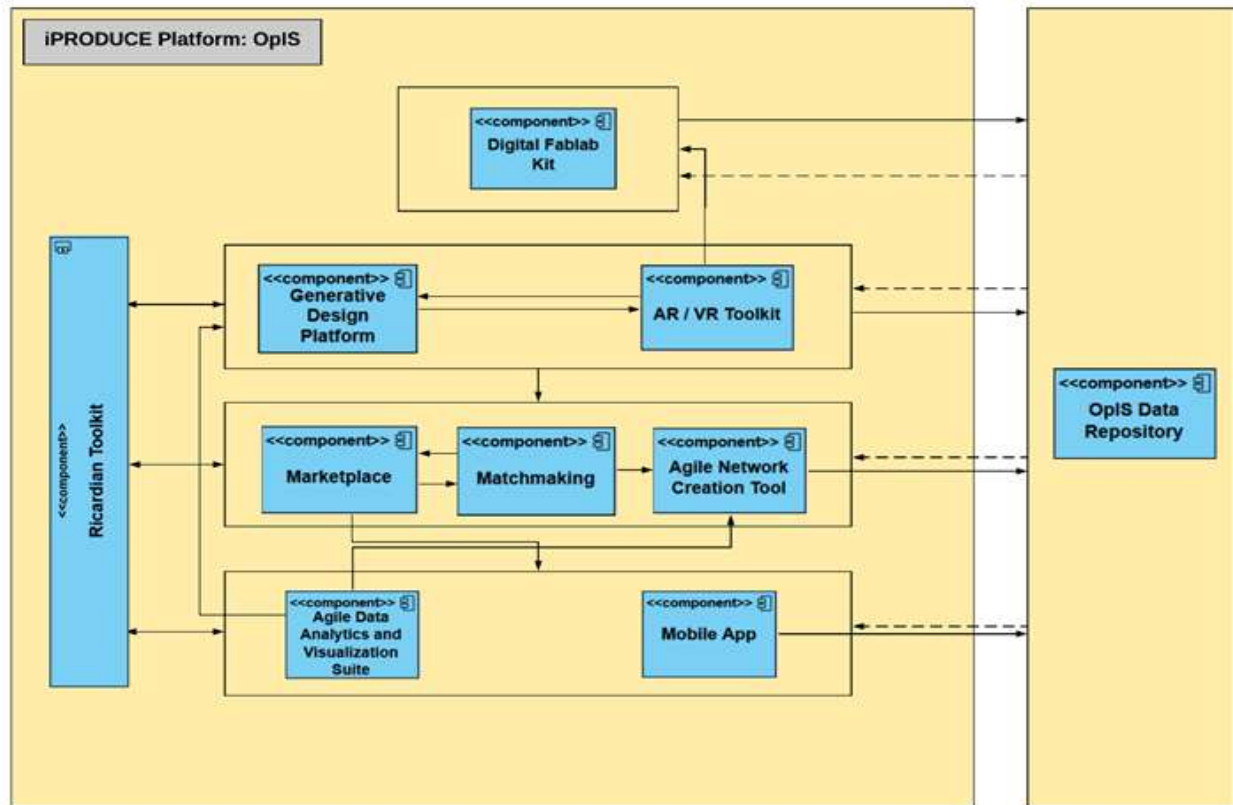 iPRODUCE Platform: OpIS
<<component>>
Digital Fablab
Kit
<<component>>
Ricardian Toolkit
<<component>>
Generative
Design
Platform
<<component>>
AR / VR Toolkit
<<component>>
Marketplace
<<component>>
Matchmaking
<<component>>
Agile Network
Creation Tool
<<component>>
Agile Data
Analytics and
Visualization
Suite
<<component>>
Mobile App
<<component>>
OpIS Data
Repository